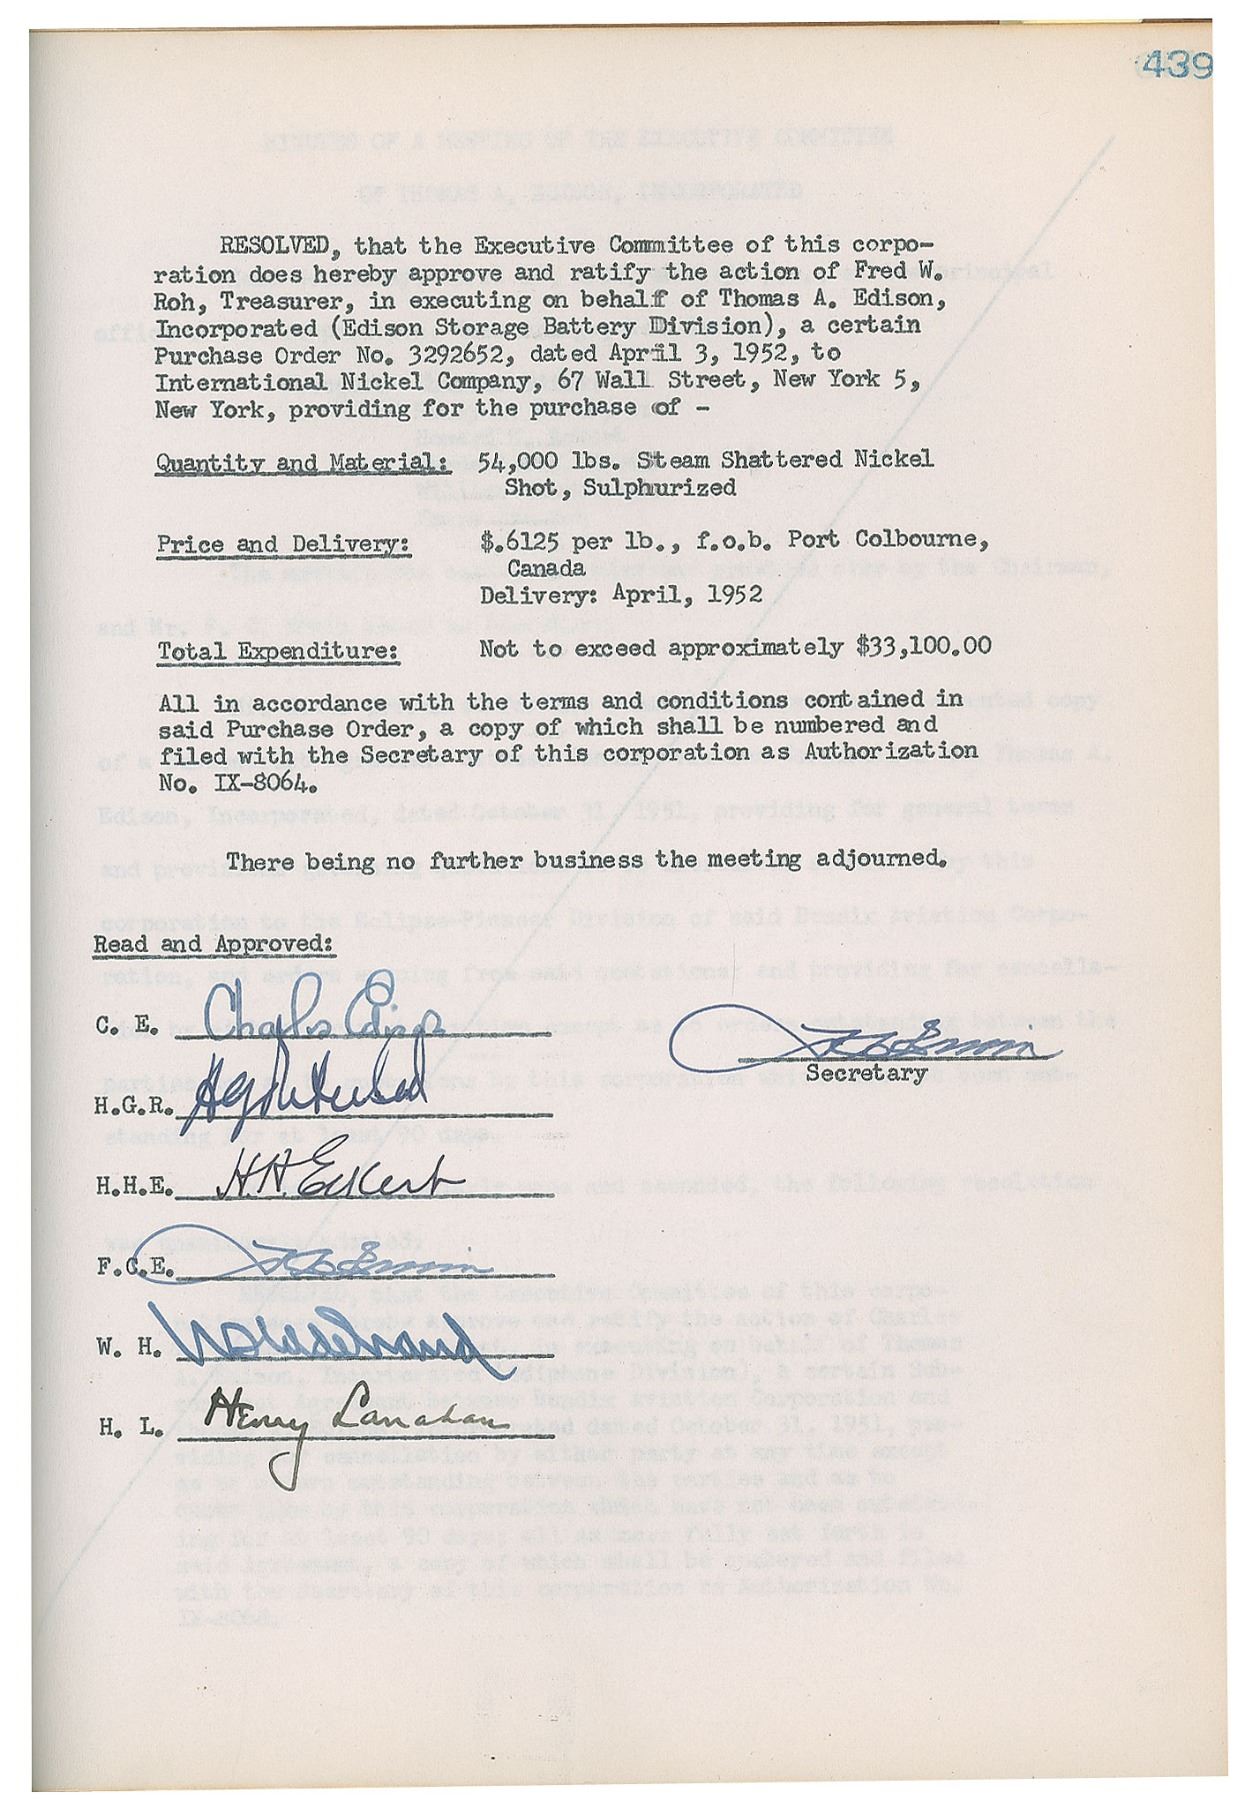 439
RESOLVED, that the Executive Committee of this corpo-
ration does hereby approve and ratify the action of Fred W.
Roh, Treasurer, in executing on behalf of Thomas A. Edison,
Incorporated (Edison Storage Battery Division), a certain
Purchase Order No. 3292652, dated April 3, 1952, to
International Nickel Company, 67 Wall Street, New York 5,
New York, providing for the purchase of -
Quantity and Material: 54,000 lbs. Steam Shattered Nickel
Shot, Sulphurized
Price and Delivery: $.6125 per lb., f.o.b. Port Colbourne,
Canada
Delivery: April, 1952
Total Expenditure: Not to exceed approximately $33,100.00
All in accordance with the terms and conditions contained in
said Purchase Order, a copy of which shall be numbered and
filed with the Secretary of this corporation as Authorization
No. IX-8064.
There being no further business the meeting adjourned.
Read and Approved:
C. E. Charles Edison
Secretary
H.G.R.
H.H.E. H.H. Eckert
F.C.E.
W. H.
H. L. Henry Lanahan